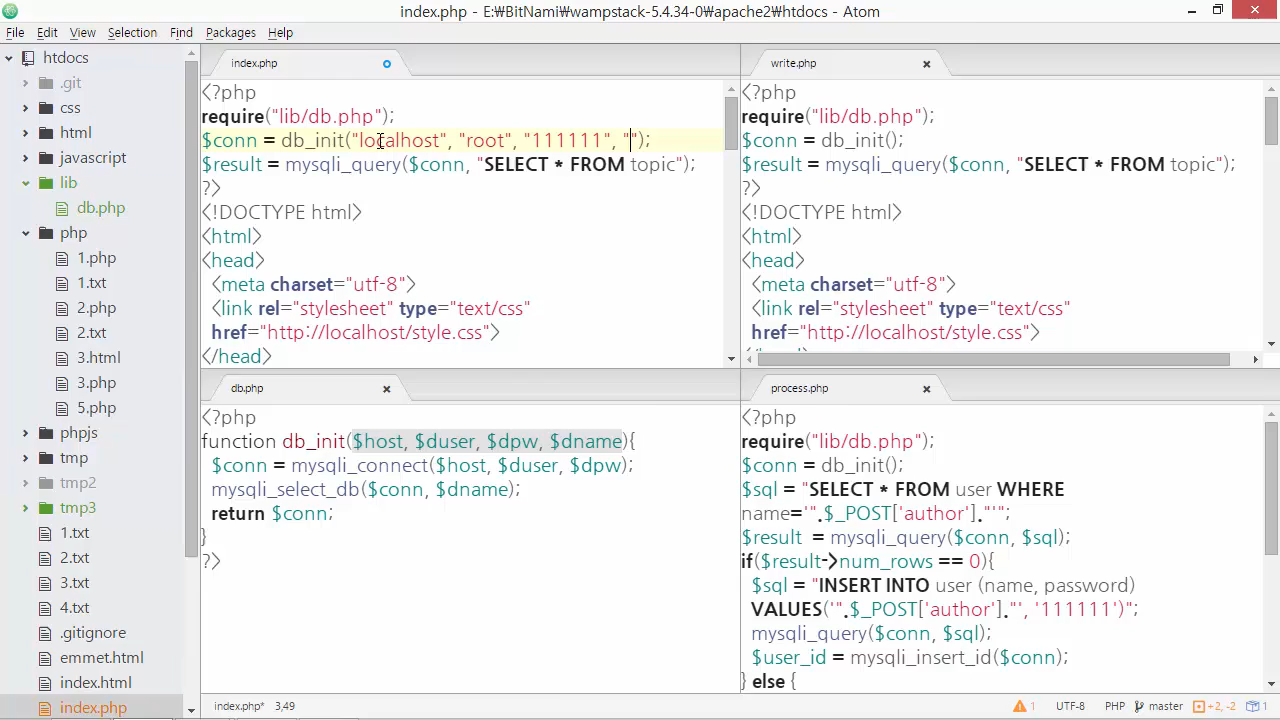 index.php - E:₩BitNami₩wampstack-5.4.34-0₩apache2₩htdocs - Atom
File Edit View Selection Find Packages Help
htdocs
.git
css
html
javascript
lib
db.php
php
1.php
1.txt
2.php
2.txt
3.html
3.php
5.php
phpjs
tmp
tmp2
tmp3
1.txt
2.txt
3.txt
4.txt
.gitignore
emmet.html
index.html
index.php
index.php
<?php
require("lib/db.php");
$conn = db_init("localhost", "root", "111111", "");
$result = mysqli_query($conn, "SELECT * FROM topic");
?>
<!DOCTYPE html>
<html>
<head>
<meta charset="utf-8">
<link rel="stylesheet" type="text/css"
href="http://localhost/style.css">
</head>
write.php
<?php
require("lib/db.php");
$conn = db_init();
$result = mysqli_query($conn, "SELECT * FROM topic");
?>
<!DOCTYPE html>
<html>
<head>
<meta charset="utf-8">
<link rel="stylesheet" type="text/css"
href="http://localhost/style.css">
db.php
<?php
function db_init($host, $duser, $dpw, $dname){
$conn = mysqli_connect($host, $duser, $dpw);
mysqli_select_db($conn, $dname);
return $conn;
}
?>
process.php
<?php
require("lib/db.php");
$conn = db_init();
$sql = "SELECT * FROM user WHERE
name='".$_POST['author']."'";
$result = mysqli_query($conn, $sql);
if($result->num_rows == 0){
$sql = "INSERT INTO user (name, password)
VALUES('".$_POST['author']."', '111111')";
mysqli_query($conn, $sql);
$user_id = mysqli_insert_id($conn);
} else {
index.php* 3,49
1 UTF-8 PHP master +2, -2 1